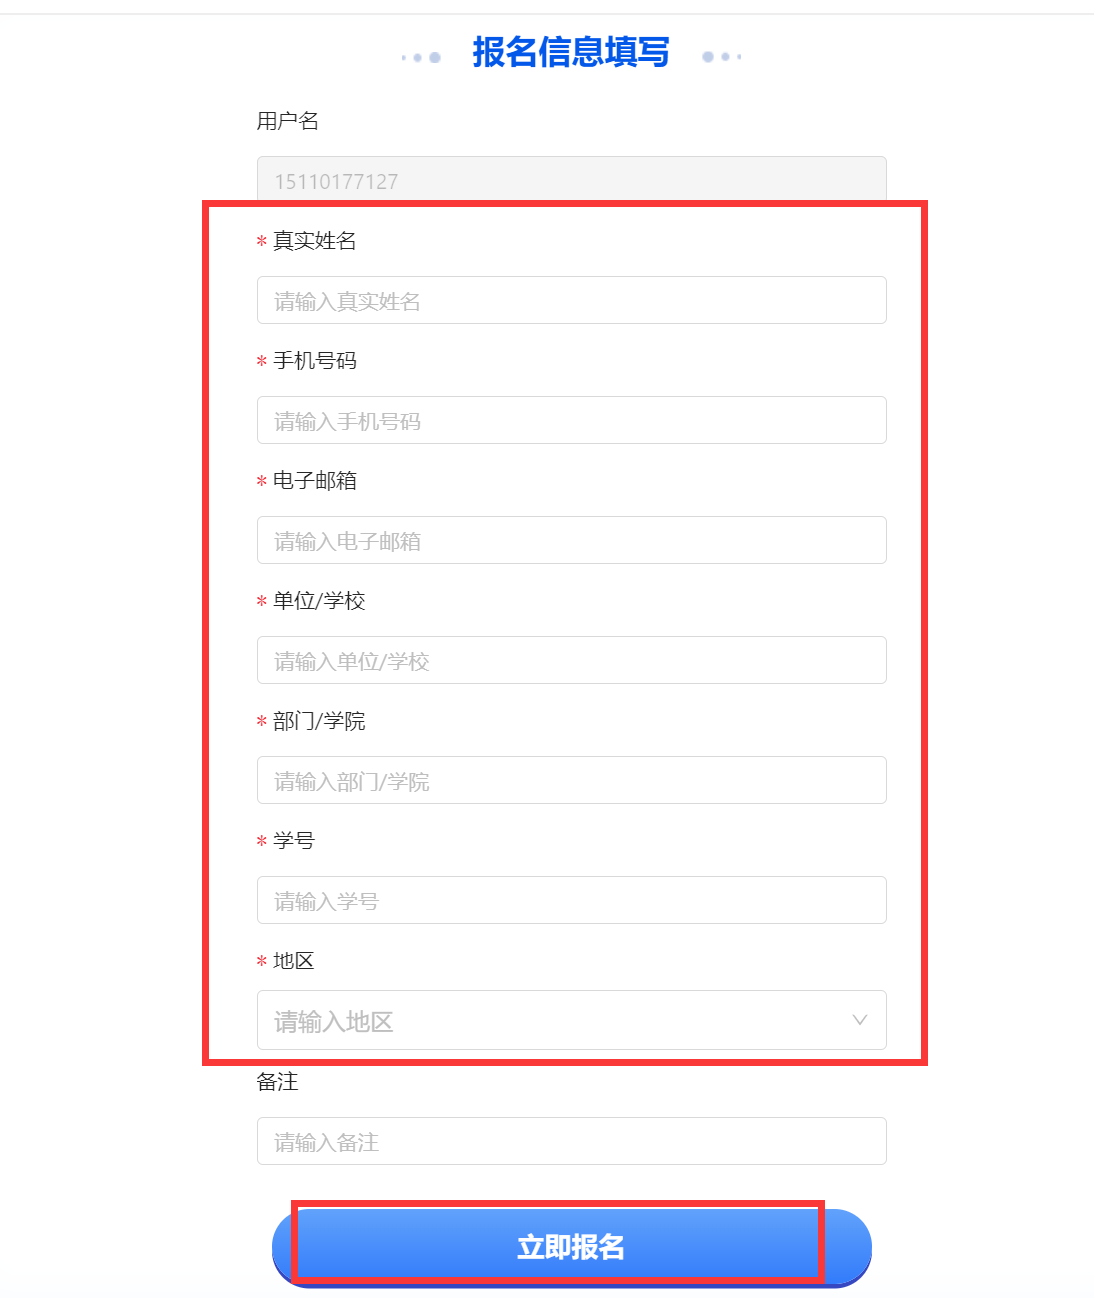 报名信息填写
用户名
15110177127
* 真实姓名
请输入真实姓名
* 手机号码
请输入手机号码
* 电子邮箱
请输入电子邮箱
* 单位/学校
请输入单位/学校
* 部门/学院
请输入部门/学院
* 学号
请输入学号
* 地区
请输入地区
备注
请输入备注
立即报名